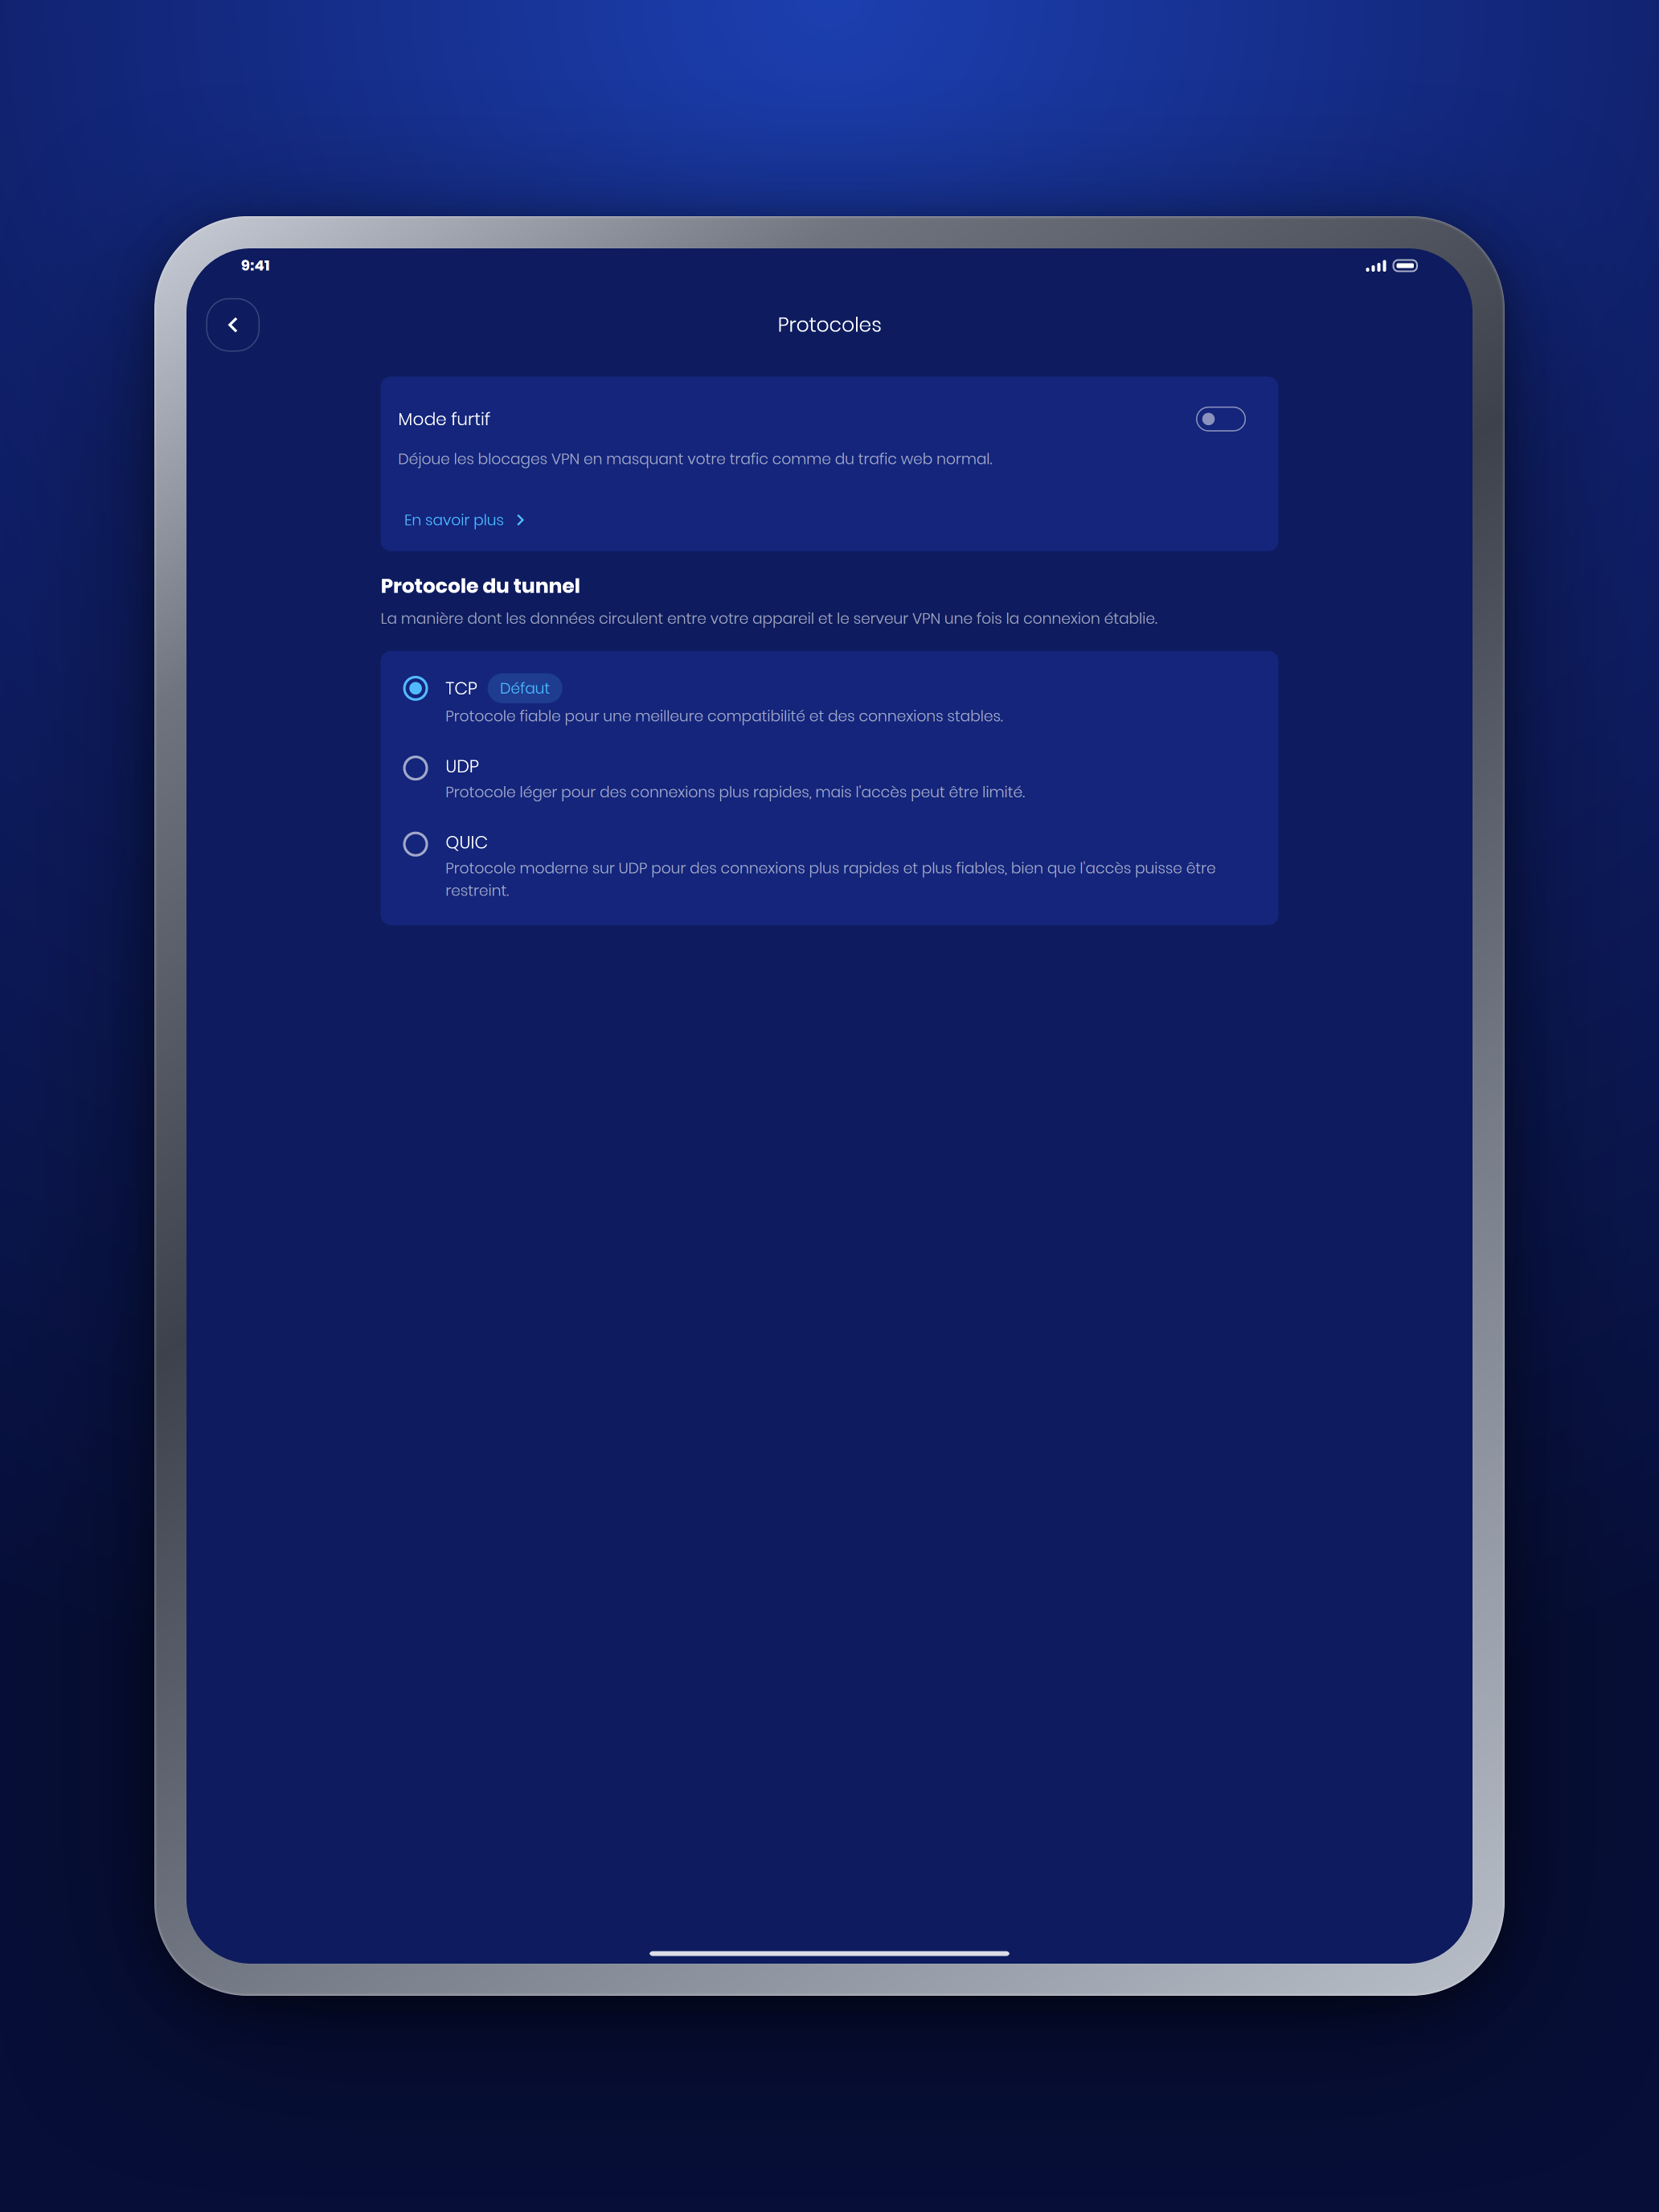 9:41
Protocoles
Mode furtif
Déjoue les blocages VPN en masquant votre trafic comme du trafic web normal.
En savoir plus
Protocole du tunnel
La manière dont les données circulent entre votre appareil et le serveur VPN une fois la connexion établie.
TCP Défaut
Protocole fiable pour une meilleure compatibilité et des connexions stables.
UDP
Protocole léger pour des connexions plus rapides, mais l'accès peut être limité.
QUIC
Protocole moderne sur UDP pour des connexions plus rapides et plus fiables, bien que l'accès puisse être
restreint.